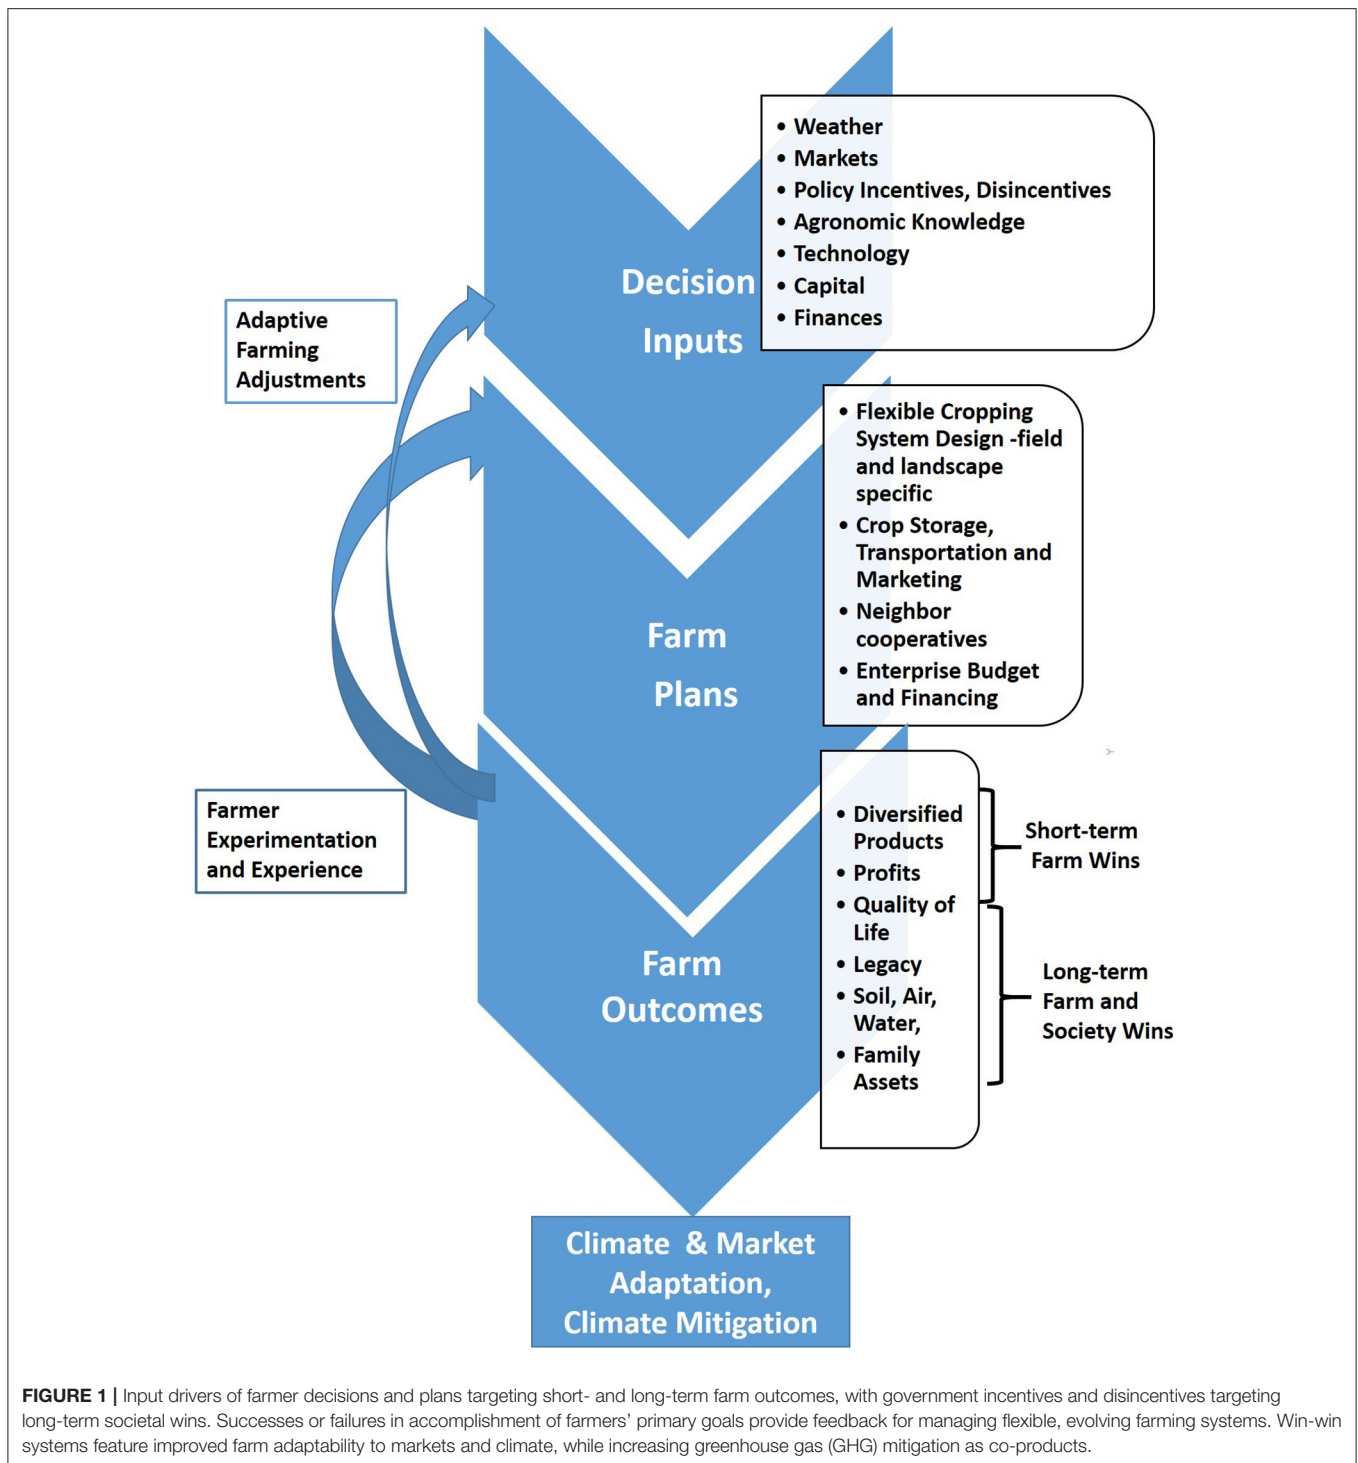 • Weather
• Markets
• Policy Incentives, Disincentives
• Agronomic Knowledge
• Technology
• Capital
• Finances
Decision
Inputs
Adaptive
Farming
Adjustments
• Flexible Cropping
System Design -field
and landscape
specific
• Crop Storage,
Transportation and
Marketing
• Neighbor
cooperatives
• Enterprise Budget
and Financing
Farm
Plans
Farmer
Experimentation
and Experience
• Diversified
Products
• Profits
• Quality of
Life
• Legacy
• Soil, Air,
Water,
• Family
Assets
Short-term
Farm Wins
Long-term
Farm and
Society Wins
Farm
Outcomes
Climate & Market
Adaptation,
Climate Mitigation
FIGURE 1 | Input drivers of farmer decisions and plans targeting short- and long-term farm outcomes, with government incentives and disincentives targeting
long-term societal wins. Successes or failures in accomplishment of farmers’ primary goals provide feedback for managing flexible, evolving farming systems. Win-win
systems feature improved farm adaptability to markets and climate, while increasing greenhouse gas (GHG) mitigation as co-products.